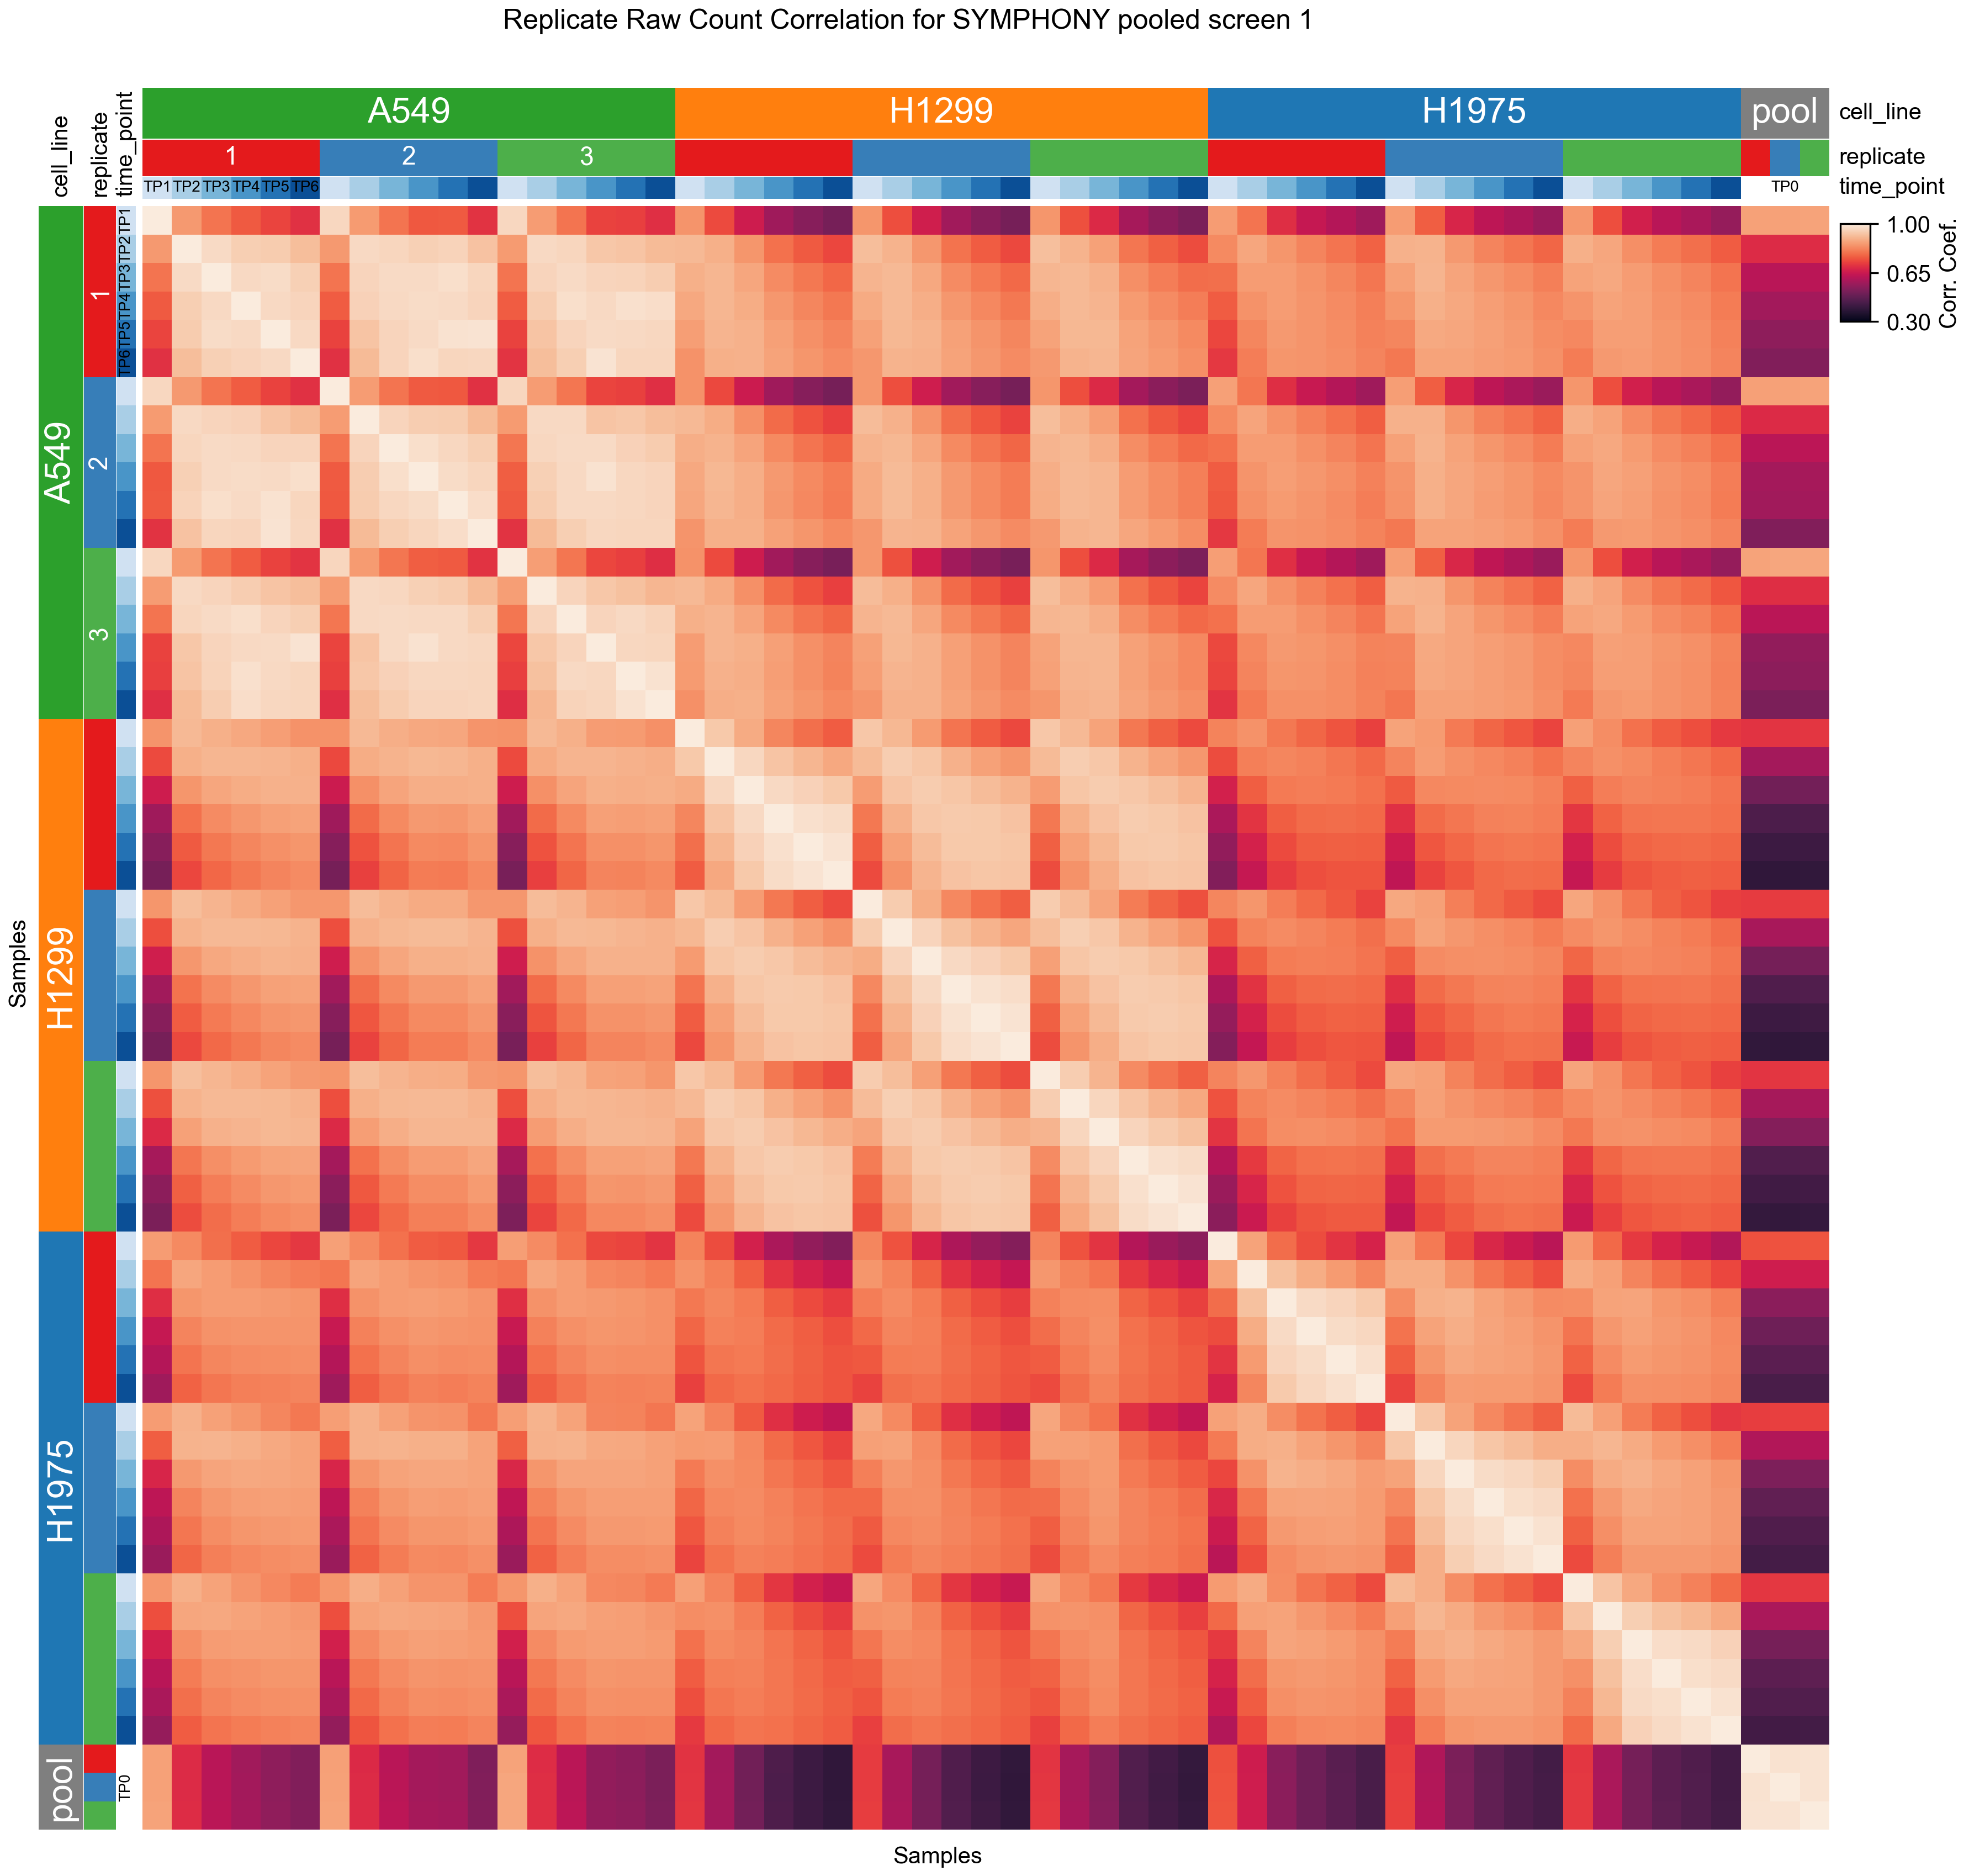 Replicate Raw Count Correlation for SYMPHONY pooled screen 1
cell_line
replicate
time_point
A549
H1299
H1975
pool
cell_line
1
2
3
replicate
TP1
TP2
TP3
TP4
TP5
TP6
TP0
time_point
1.00
0.65
0.30
Corr. Coef.
Samples
A549
H1299
H1975
pool
1
2
3
TP1
TP2
TP3
TP4
TP5
TP6
TP0
Samples